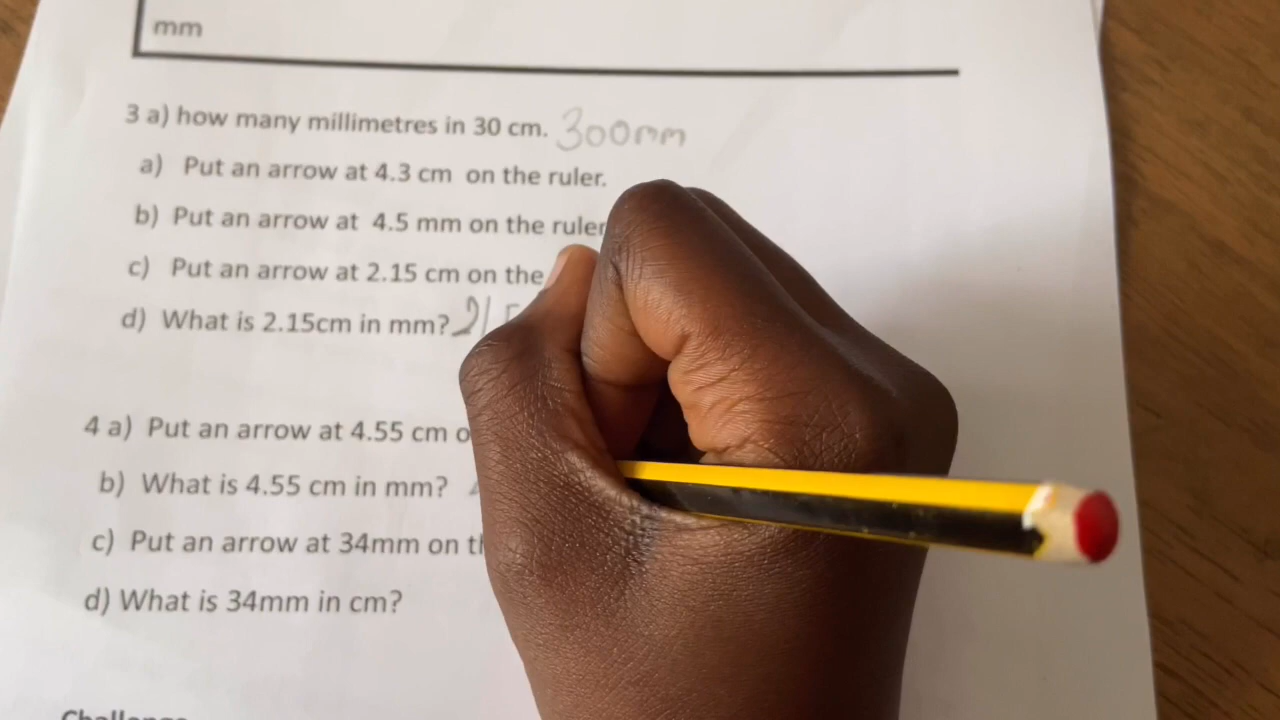 mm
3 a) how many millimetres in 30 cm. 300mm
a) Put an arrow at 4.3 cm on the ruler.
b) Put an arrow at 4.5 mm on the ruler
c) Put an arrow at 2.15 cm on the
d) What is 2.15cm in mm? 215
4 a) Put an arrow at 4.55 cm o
b) What is 4.55 cm in mm?
c) Put an arrow at 34mm on th
d) What is 34mm in cm?
Challenge